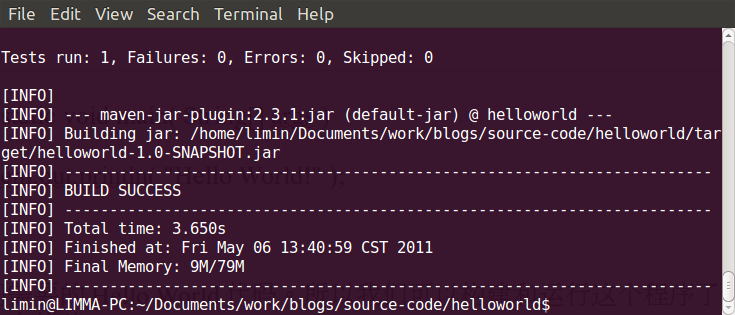 File Edit View Search Terminal Help
Tests run: 1, Failures: 0, Errors: 0, Skipped: 0
[INFO]
[INFO] --- maven-jar-plugin:2.3.1:jar (default-jar) @ helloworld ---
[INFO] Building jar: /home/limin/Documents/work/blogs/source-code/helloworld/tar
get/helloworld-1.0-SNAPSHOT.jar
[INFO] ------------------------------------------------------------------------
[INFO] BUILD SUCCESS
[INFO] ------------------------------------------------------------------------
[INFO] Total time: 3.650s
[INFO] Finished at: Fri May 06 13:40:59 CST 2011
[INFO] Final Memory: 9M/79M
[INFO] ------------------------------------------------------------------------
limin@LIMMA-PC:~/Documents/work/blogs/source-code/helloworld$